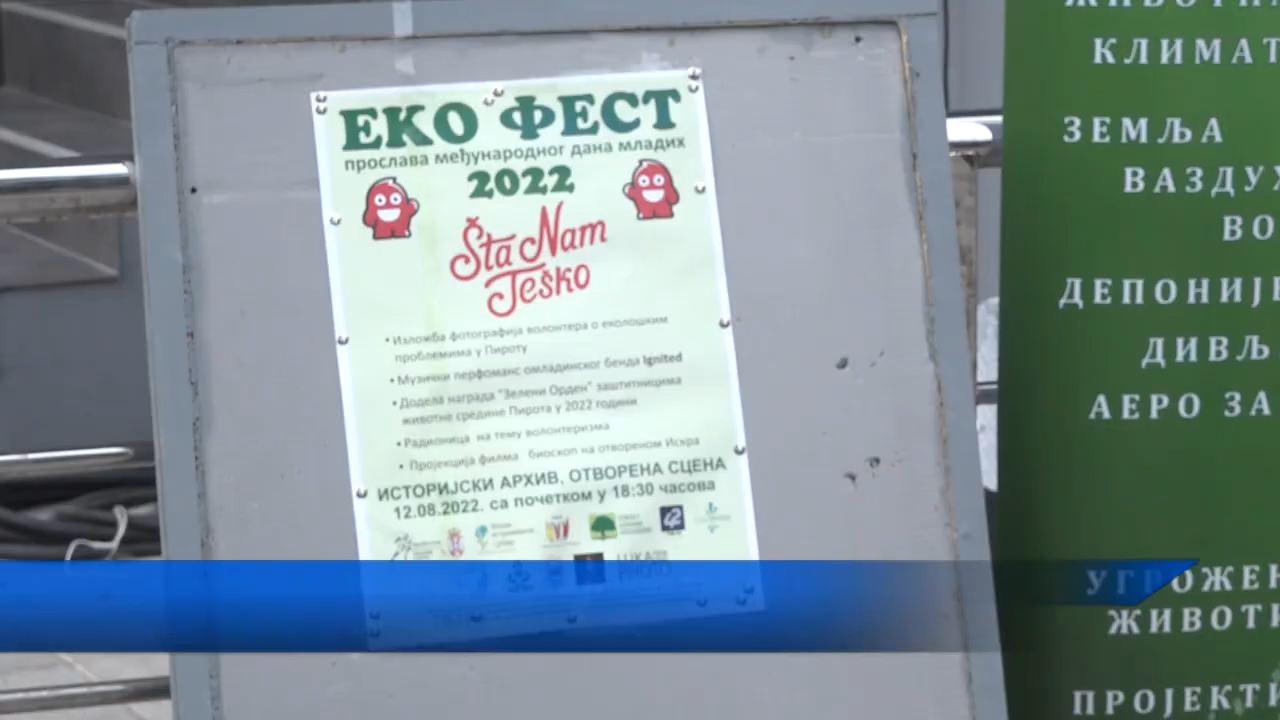 ЕКО ФЕСТ
прослава међународног дана младих
2022
Šta Nam
Teško
• Изложба фотографија волонтера о еколошким
проблемима у Пироту
• Музички перфоманс омладинског бенда Ignited
• Додела награда "Зелени Орден" заштитницима
животне средине Пирота у 2022 години
• Радионица на тему волонтеризма
• Пројекција филма биоскоп на отвореном Искра
ИСТОРИЈСКИ АРХИВ, ОТВОРЕНА СЦЕНА
12.08.2022. са почетком у 18:30 часова
КЛИМАТ
ЗЕМЉА
ВАЗДУХ
ВО
ДЕПОНИЈЕ
ДИВЉ
АЕРО ЗА
УГРОЖЕН
ЖИВОТИ
ПРОЈЕКТИ